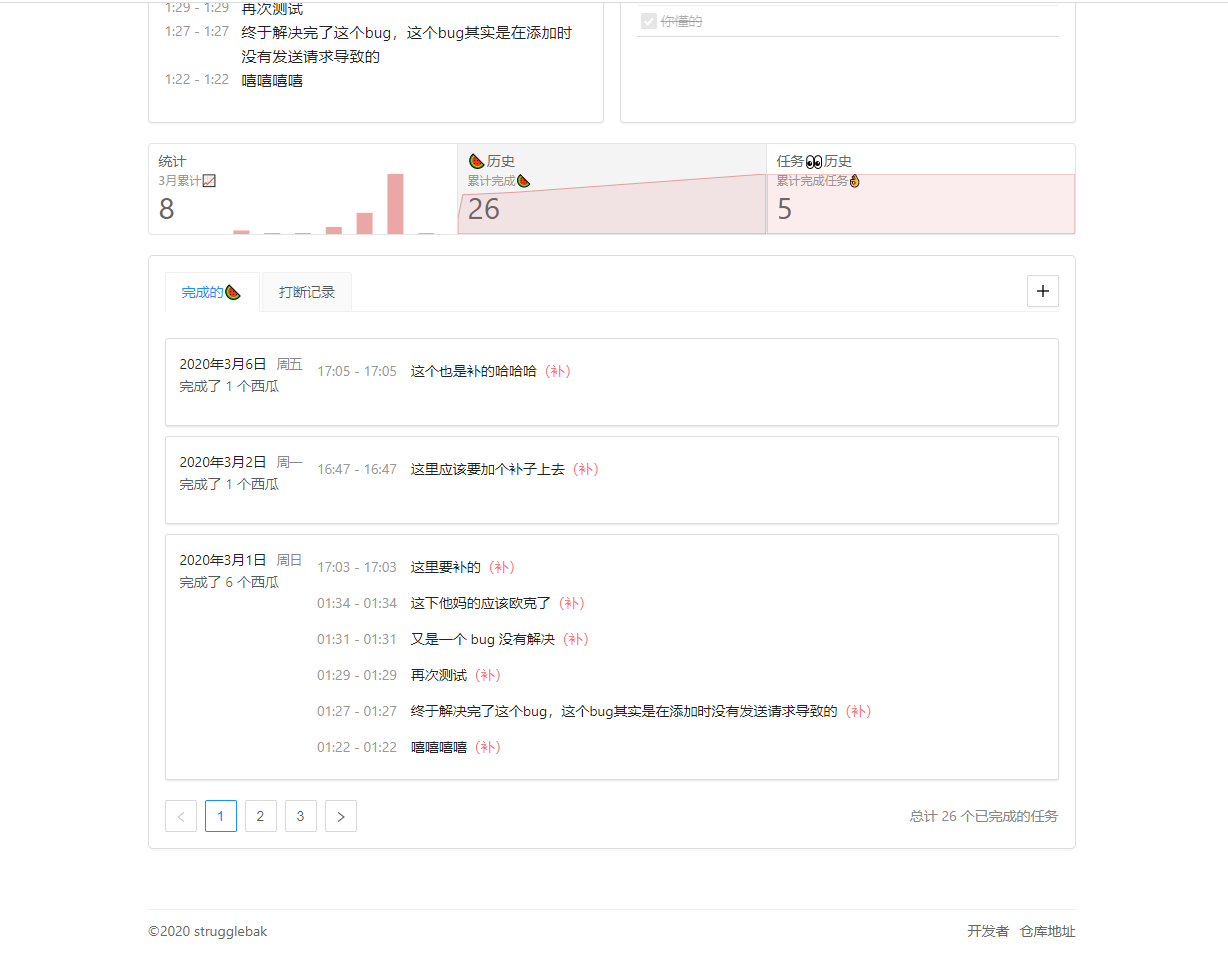 1:29 - 1:29 再次测试
1:27 - 1:27 终于解决完了这个bug，这个bug其实是在添加时
没有发送请求导致的
1:22 - 1:22 嘻嘻嘻嘻
你懂的
统计
3月累计📈
8
🍉历史
累计完成🍉
26
任务👀历史
累计完成任务👌
5
完成的🍉 打断记录
2020年3月6日 周五
完成了 1 个西瓜
17:05 - 17:05 这个也是补的哈哈哈（补）
2020年3月2日 周一
完成了 1 个西瓜
16:47 - 16:47 这里应该要加个补子上去（补）
2020年3月1日 周日
完成了 6 个西瓜
17:03 - 17:03 这里要补的（补）
01:34 - 01:34 这下他妈的应该欧克了（补）
01:31 - 01:31 又是一个 bug 没有解决（补）
01:29 - 01:29 再次测试（补）
01:27 - 01:27 终于解决完了这个bug，这个bug其实是在添加时没有发送请求导致的（补）
01:22 - 01:22 嘻嘻嘻嘻（补）
< 1 2 3 > 总计 26 个已完成的任务
©2020 strugglebak 开发者 仓库地址